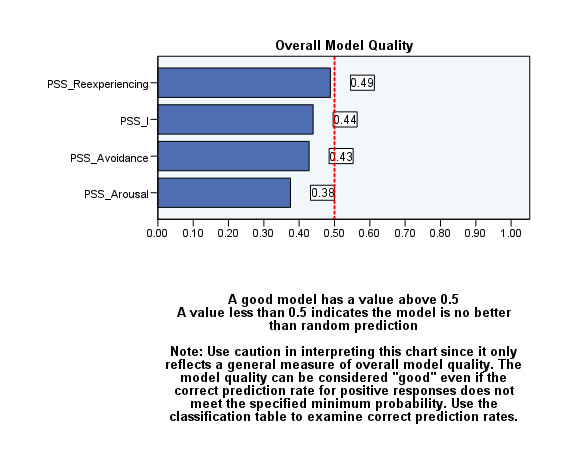 Overall Model Quality
PSS_Reexperiencing
0.49
PSS_I
0.44
PSS_Avoidance
0.43
PSS_Arousal
0.38
0.00 0.10 0.20 0.30 0.40 0.50 0.60 0.70 0.80 0.90 1.00
A good model has a value above 0.5
A value less than 0.5 indicates the model is no better
than random prediction
Note: Use caution in interpreting this chart since it only
reflects a general measure of overall model quality. The
model quality can be considered "good" even if the
correct prediction rate for positive responses does not
meet the specified minimum probability. Use the
classification table to examine correct prediction rates.